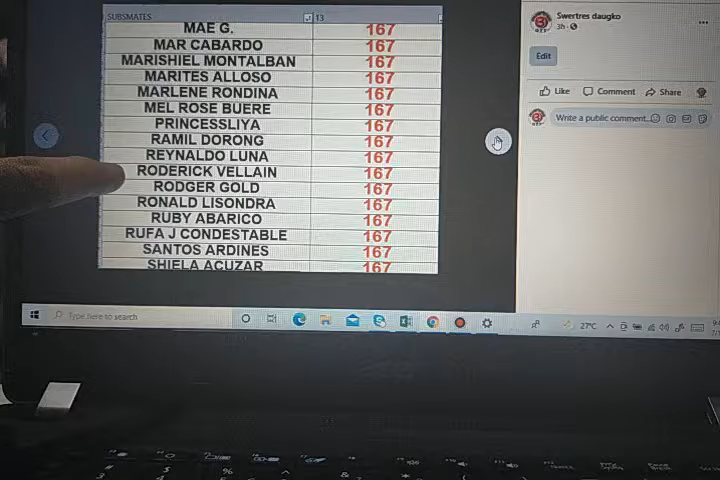 SUBSMATES 13
MAE G. 167
MAR CABARDO 167
MARISHIEL MONTALBAN 167
MARITES ALLOSO 167
MARLENE RONDINA 167
MEL ROSE BUERE 167
PRINCESSLIYA 167
RAMIL DORONG 167
REYNALDO LUNA 167
RODERICK VELLAIN 167
RODGER GOLD 167
RONALD LISONDRA 167
RUBY ABARICO 167
RUFA J CONDESTABLE 167
SANTOS ARDINES 167
SHIELA ACUZAR 167
Swertres daugko
3h
Edit
Like Comment Share
Write a public comment...
Type here to search
27°C